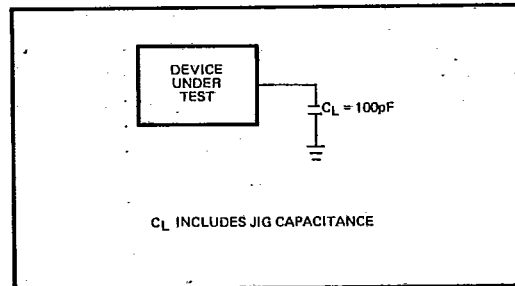 DEVICE
UNDER
TEST
CL = 100pF
CL INCLUDES JIG CAPACITANCE